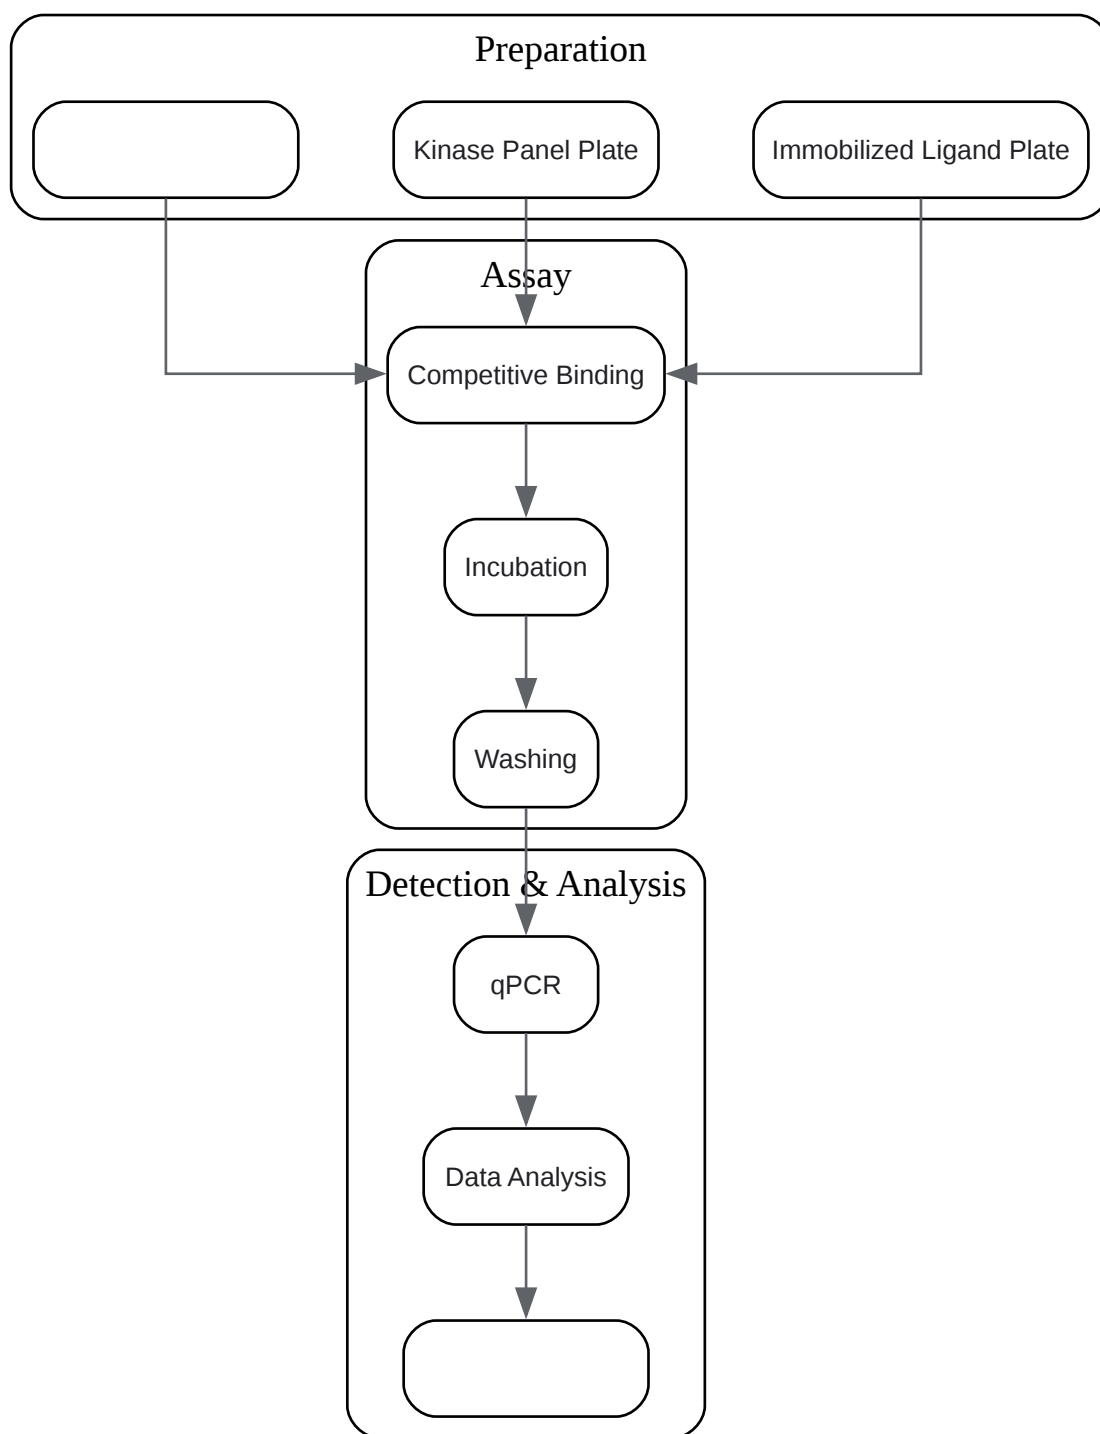 Preparation
Kinase Panel Plate
Immobilized Ligand Plate
Assay
Competitive Binding
Incubation
Washing
Detection & Analysis
qPCR
Data Analysis